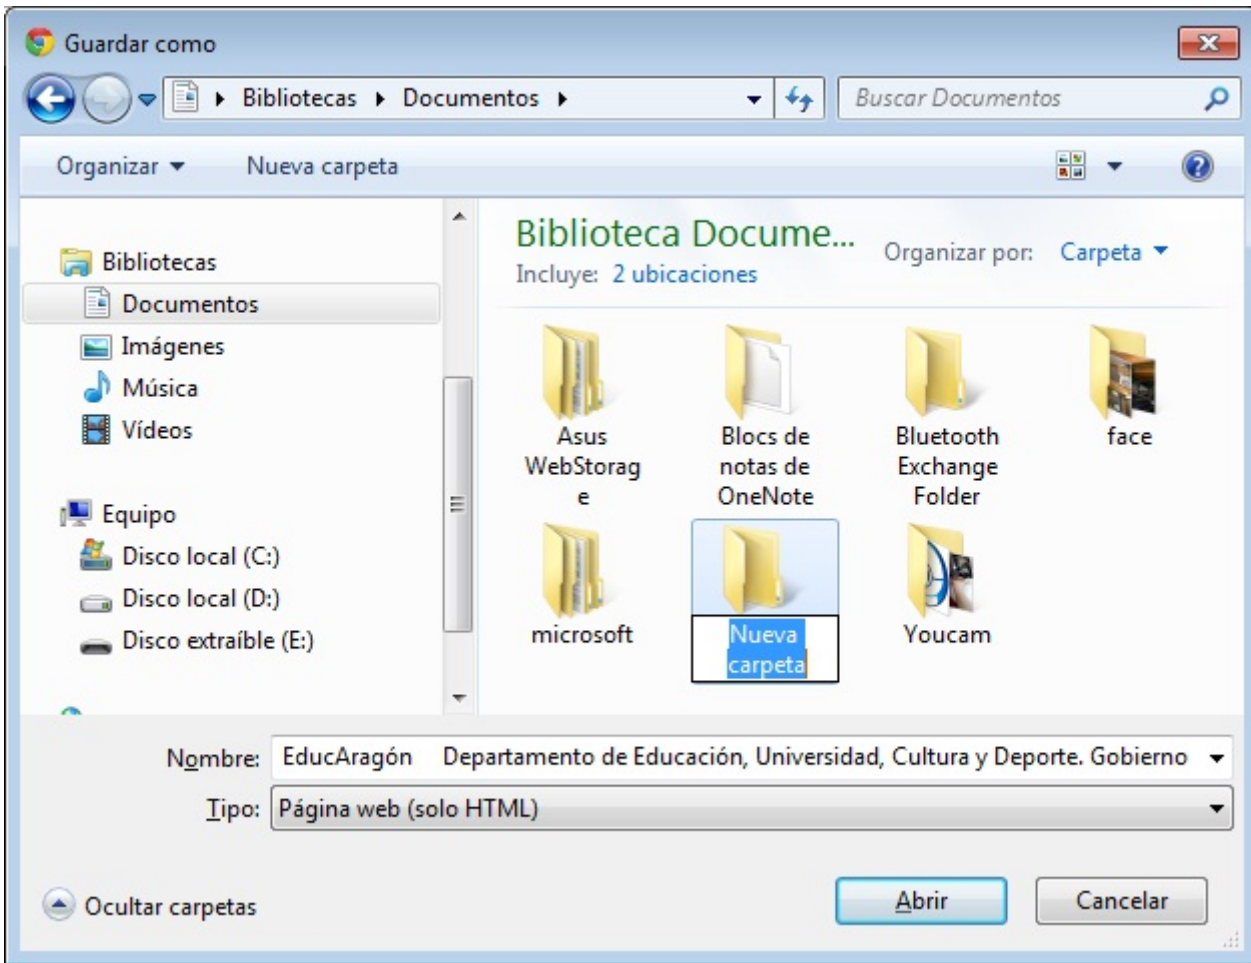 Guardar como
Bibliotecas Documentos
Buscar Documentos
Organizar
Nueva carpeta
Bibliotecas
Documentos
Imágenes
Música
Vídeos
Equipo
Disco local (C:)
Disco local (D:)
Disco extraíble (E:)
Biblioteca Docume...
Incluye: 2 ubicaciones
Organizar por: Carpeta
Asus
WebStorag
e
Blocs de
notas de
OneNote
Bluetooth
Exchange
Folder
face
microsoft
Nueva
carpeta
Youcam
Nombre: EducAragón Departamento de Educación, Universidad, Cultura y Deporte. Gobierno
Tipo: Página web (solo HTML)
Ocultar carpetas
Abrir
Cancelar